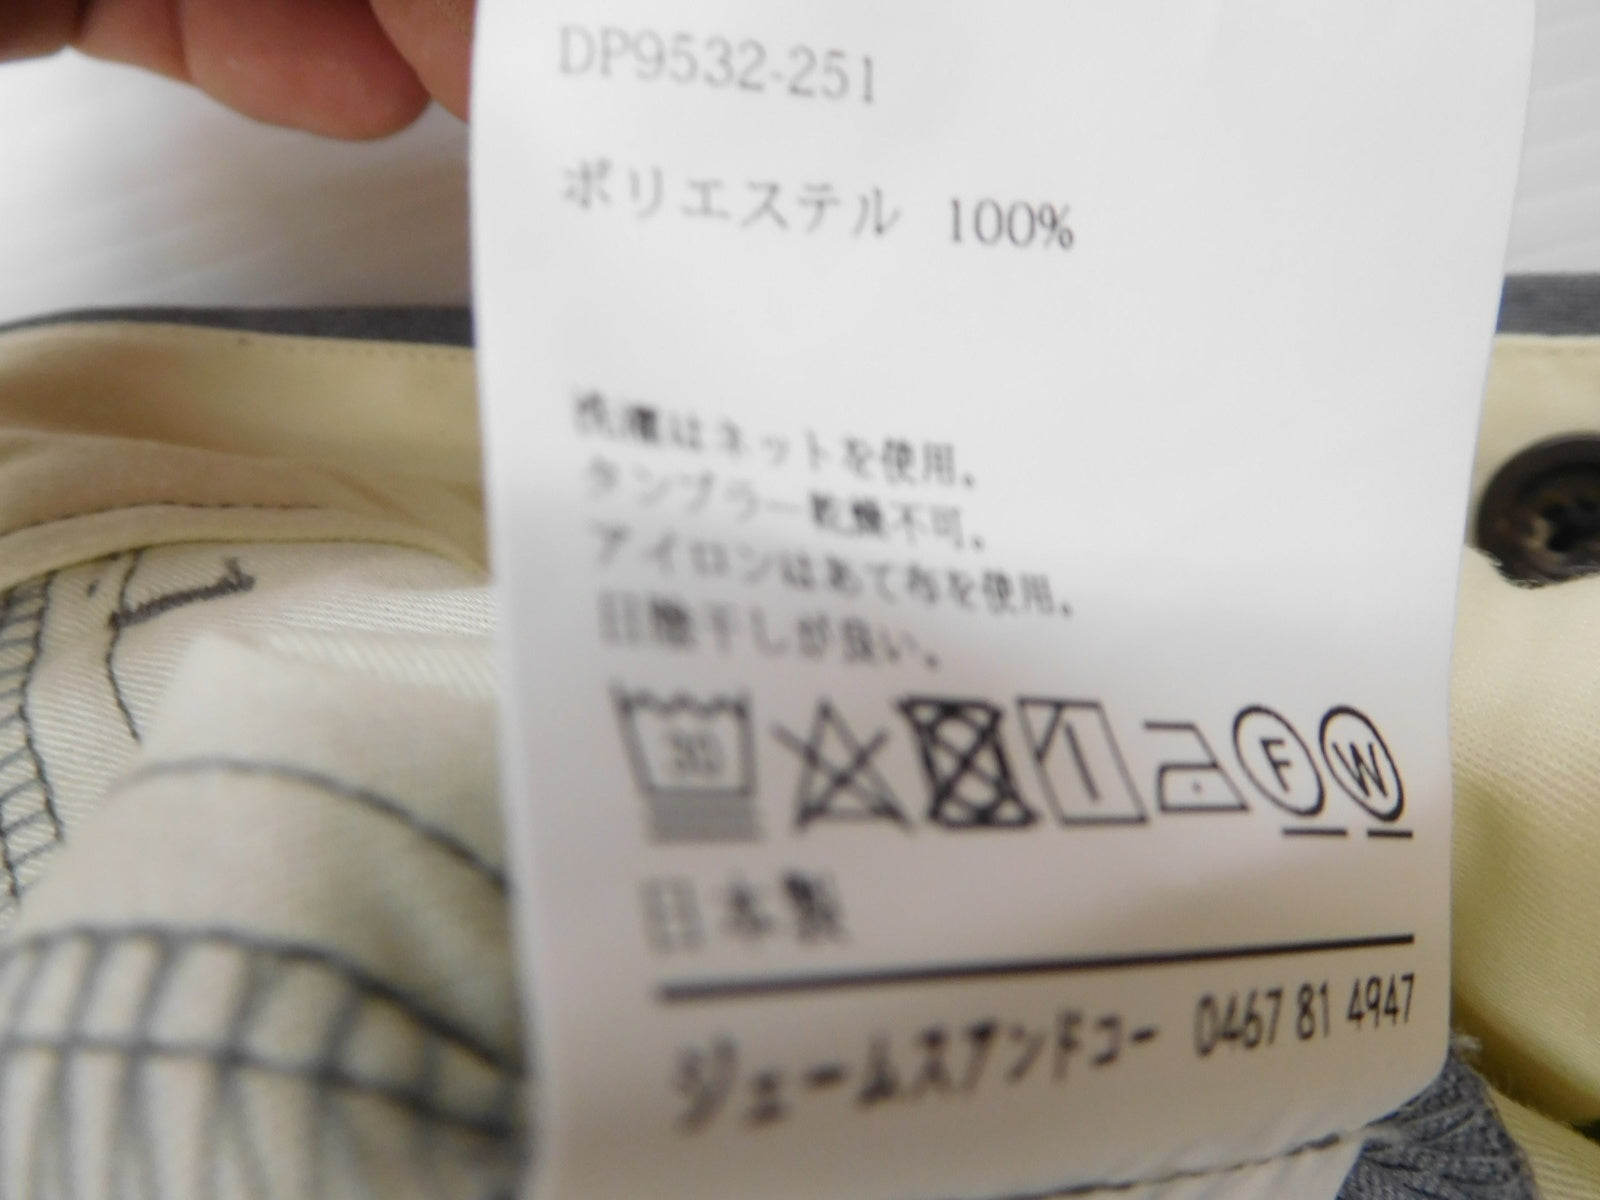 DP9532-251
ポリエステル 100%
洗濯はネットを使用。
タンブラー乾燥不可。
アイロンはあて布を使用。
日陰干しが良い。
30
F W
日本製
ジェームスアンドコー 0467 81 4947